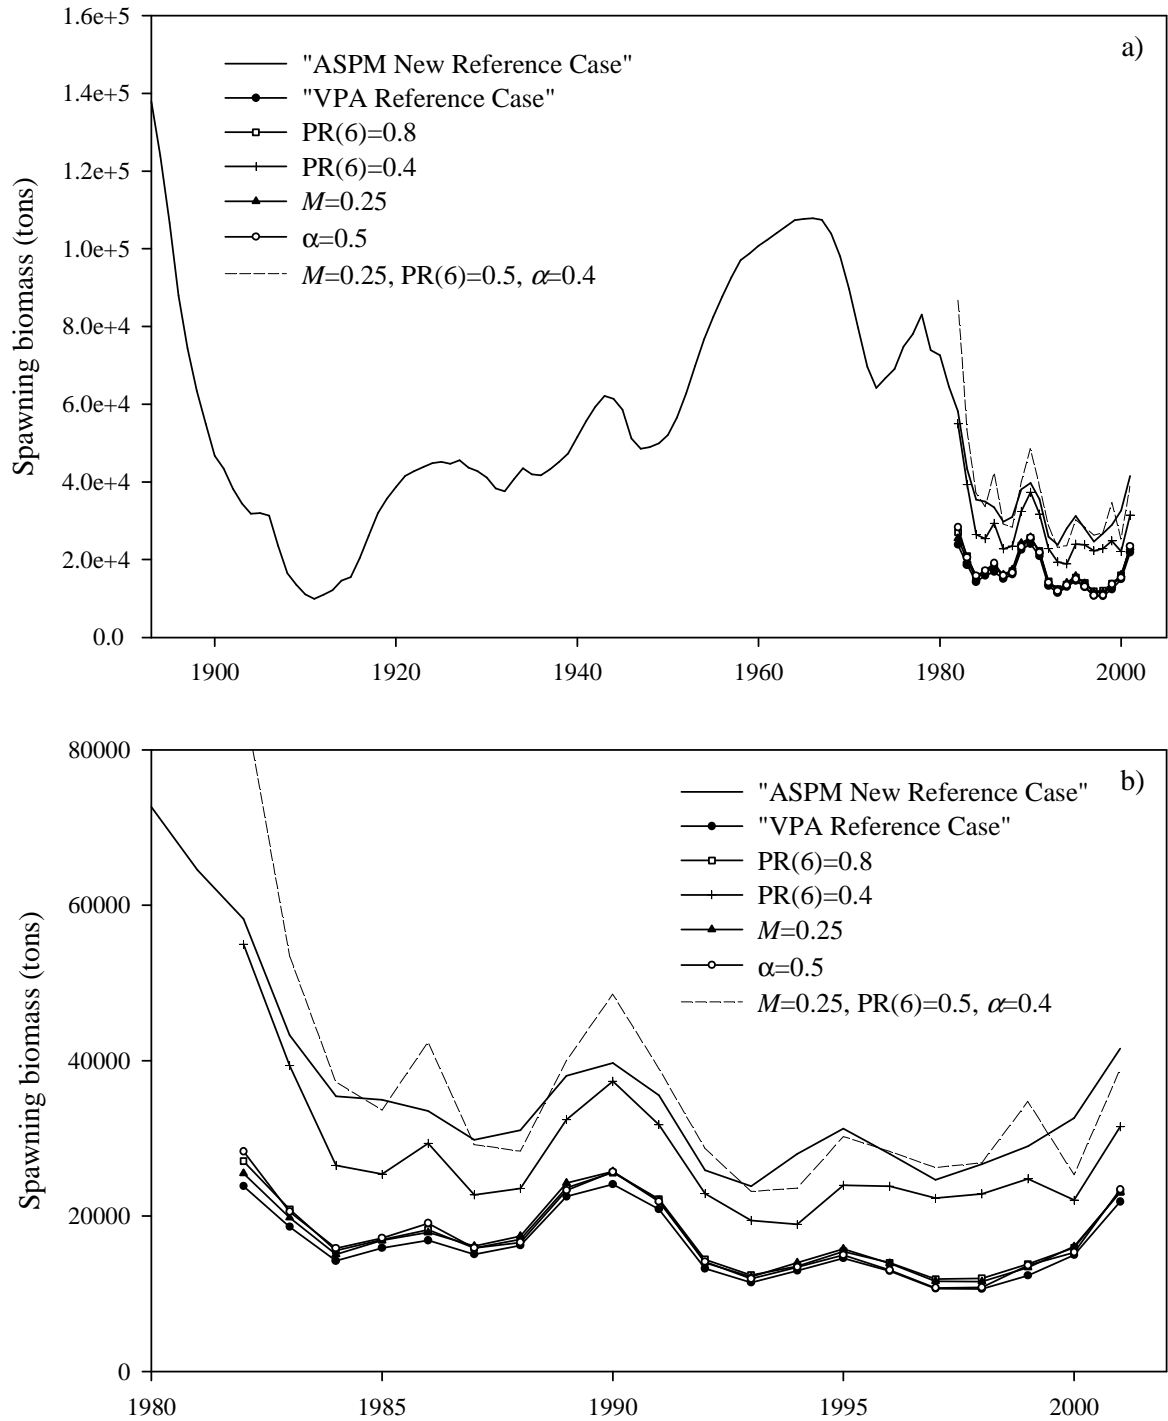 a)
Spawning biomass (tons)
1.6e+5
1.4e+5
1.2e+5
1.0e+5
8.0e+4
6.0e+4
4.0e+4
2.0e+4
0.0
"ASPM New Reference Case"
"VPA Reference Case"
PR(6)=0.8
PR(6)=0.4
M=0.25
α=0.5
M=0.25, PR(6)=0.5, α=0.4
1900 1920 1940 1960 1980 2000
b)
Spawning biomass (tons)
80000
60000
40000
20000
0
"ASPM New Reference Case"
"VPA Reference Case"
PR(6)=0.8
PR(6)=0.4
M=0.25
α=0.5
M=0.25, PR(6)=0.5, α=0.4
1980 1985 1990 1995 2000